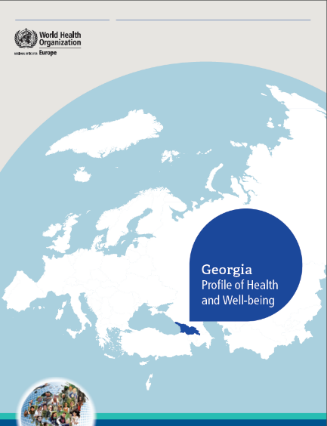 World Health
Organization
Europe
Georgia
Profile of Health
and Well-being